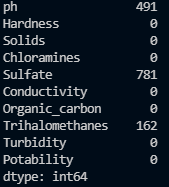 ph 491
Hardness 0
Solids 0
Chloramines 0
Sulfate 781
Conductivity 0
Organic_carbon 0
Trihalomethanes 162
Turbidity 0
Potability 0
dtype: int64